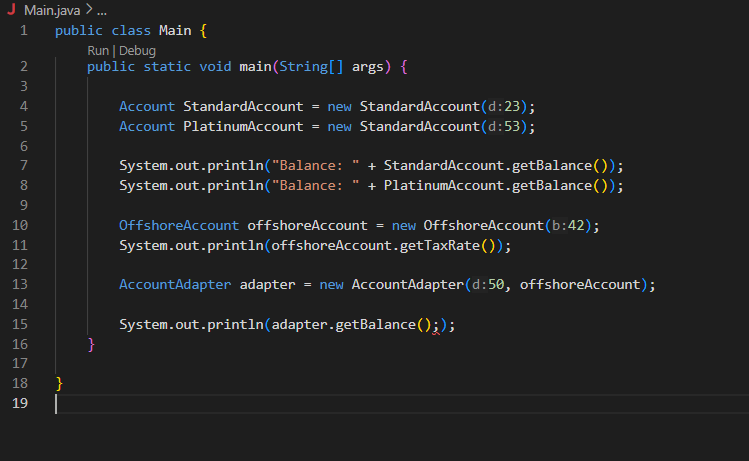 J Main.java > ...
1 public class Main {
Run | Debug
2 public static void main(String[] args) {
3
4 Account StandardAccount = new StandardAccount(d:23);
5 Account PlatinumAccount = new StandardAccount(d:53);
6
7 System.out.println("Balance: " + StandardAccount.getBalance());
8 System.out.println("Balance: " + PlatinumAccount.getBalance());
9
10 OffshoreAccount offshoreAccount = new OffshoreAccount(b:42);
11 System.out.println(offshoreAccount.getTaxRate());
12
13 AccountAdapter adapter = new AccountAdapter(d:50, offshoreAccount);
14
15 System.out.println(adapter.getBalance(););
16 }
17
18 }
19